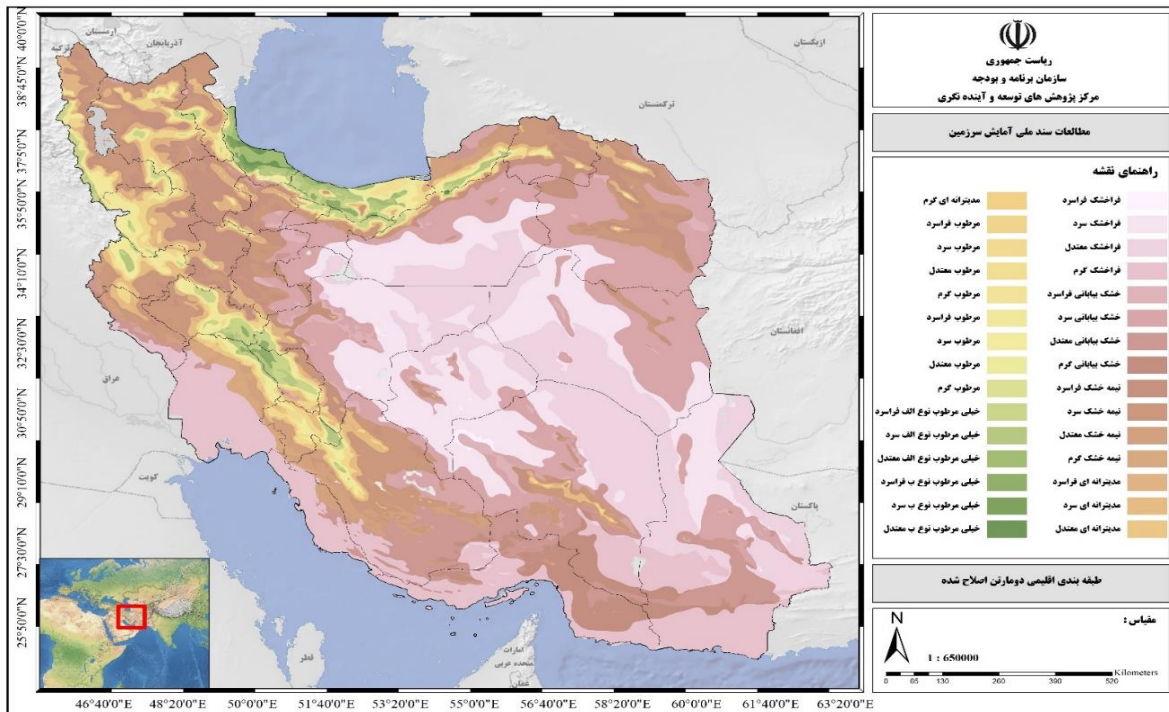 ریاست جمهوری
سازمان برنامه و بودجه
مرکز پژوهش های توسعه و آینده نگری
مطالعات سند ملی آمایش سرزمین
راهنمای نقشه
فراخشک فراسرد
فراخشک سرد
فراخشک معتدل
فراخشک گرم
خشک بیابانی فراسرد
خشک بیابانی سرد
خشک بیابانی معتدل
خشک بیابانی گرم
نیمه خشک فراسرد
نیمه خشک سرد
نیمه خشک معتدل
نیمه خشک گرم
مدیترانه ای فراسرد
مدیترانه ای سرد
مدیترانه ای معتدل
مدیترانه ای گرم
مرطوب فراسرد
مرطوب سرد
مرطوب معتدل
مرطوب گرم
مرطوب فراسرد
مرطوب سرد
مرطوب معتدل
مرطوب گرم
خیلی مرطوب نوع الف فراسرد
خیلی مرطوب نوع الف سرد
خیلی مرطوب نوع الف معتدل
خیلی مرطوب نوع ب فراسرد
خیلی مرطوب نوع ب سرد
خیلی مرطوب نوع ب معتدل
طبقه بندی اقلیمی دومارتن اصلاح شده
مقیاس :
N
1 : 650000
Kilometers
0 65 130 260 390 520
ارمنستان
ترکیه
آذربایجان
ازبکستان
ترکمنستان
افغانستان
عراق
کویت
پاکستان
قطر
امارات
متحده عربی
عمان
40°0'0"N
38°45'0"N
37°5'0"N
35°50'0"N
34°10'0"N
32°30'0"N
30°50'0"N
29°10'0"N
27°30'0"N
25°50'0"N
46°40'0"E
48°20'0"E
50°0'0"E
51°40'0"E
53°20'0"E
55°0'0"E
56°40'0"E
58°20'0"E
60°0'0"E
61°40'0"E
63°20'0"E